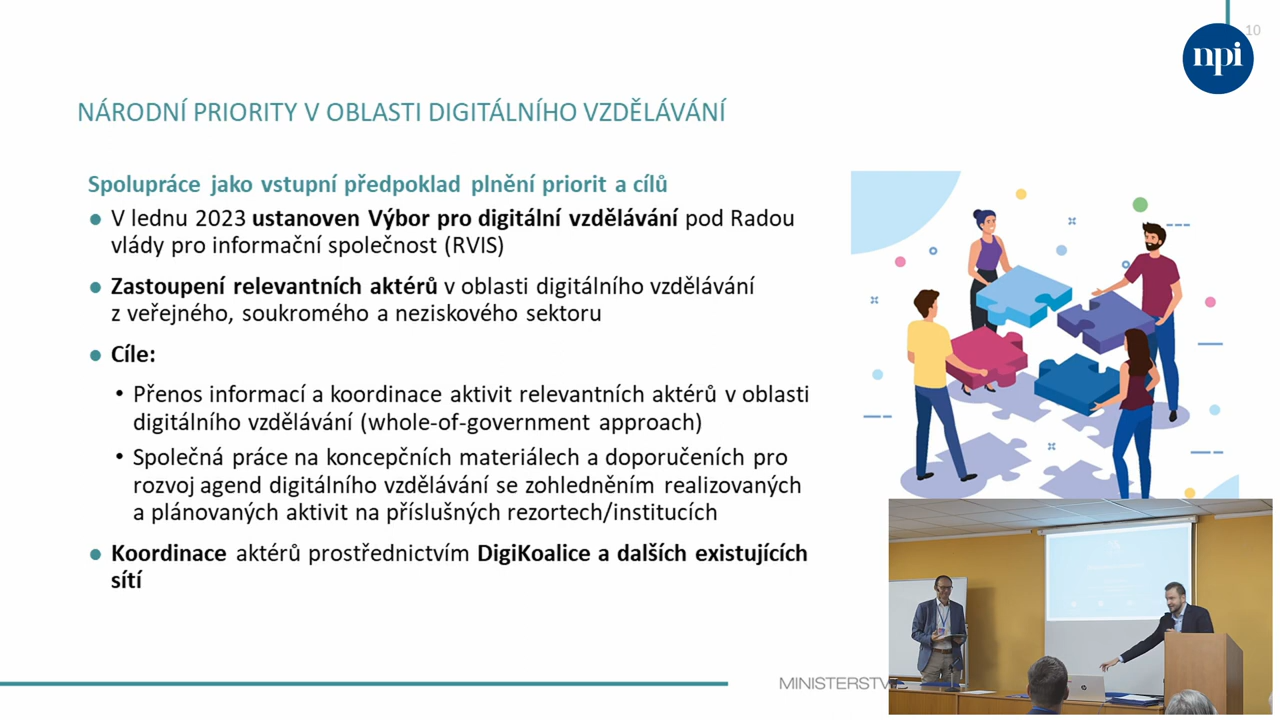 10
npi
NÁRODNÍ PRIORITY V OBLASTI DIGITÁLNÍHO VZDĚLÁVÁNÍ
Spolupráce jako vstupní předpoklad plnění priorit a cílů
V lednu 2023 ustanoven Výbor pro digitální vzdělávání pod Radou
vlády pro informační společnost (RVIS)
Zastoupení relevantních aktérů v oblasti digitálního vzdělávání
z veřejného, soukromého a neziskového sektoru
Cíle:
Přenos informací a koordinace aktivit relevantních aktérů v oblasti
digitálního vzdělávání (whole-of-government approach)
Společná práce na koncepčních materiálech a doporučeních pro
rozvoj agend digitálního vzdělávání se zohledněním realizovaných
a plánovaných aktivit na příslušných rezortech/institucích
Koordinace aktérů prostřednictvím DigiKoalice a dalších existujících
sítí